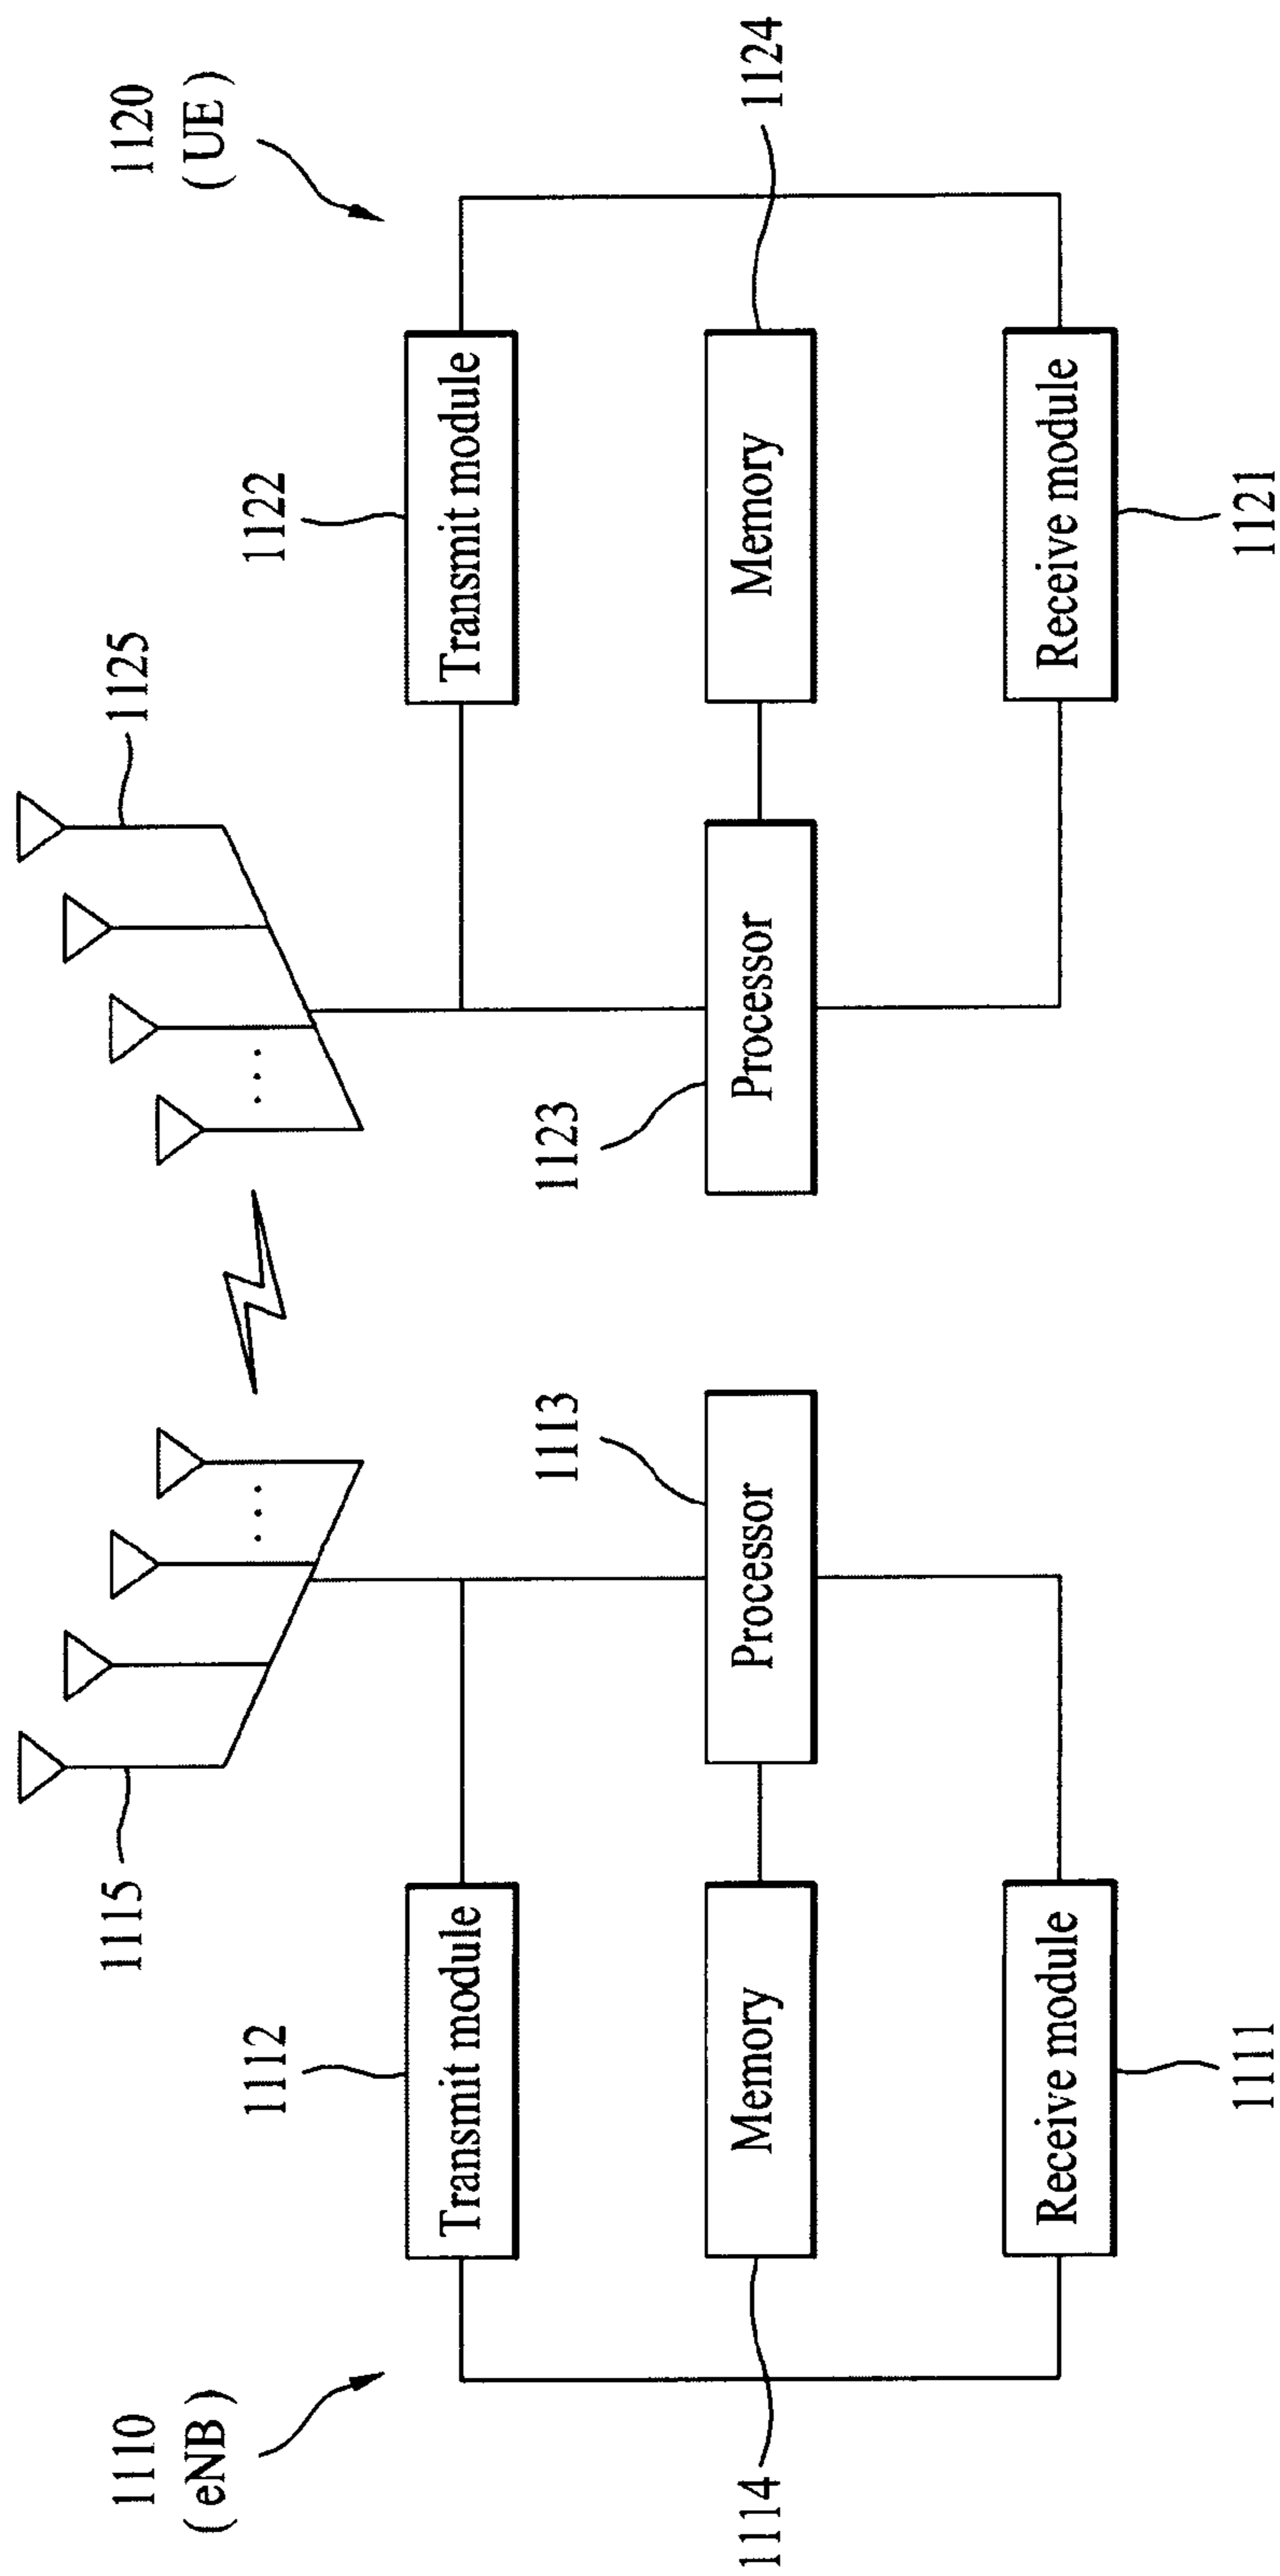 1110
( eNB )
1115
1125
1120
( UE )
1112
Transmit module
1122
Transmit module
1113
1123
Memory
Processor
Processor
Memory
1114
1124
Receive module
Receive module
1111
1121